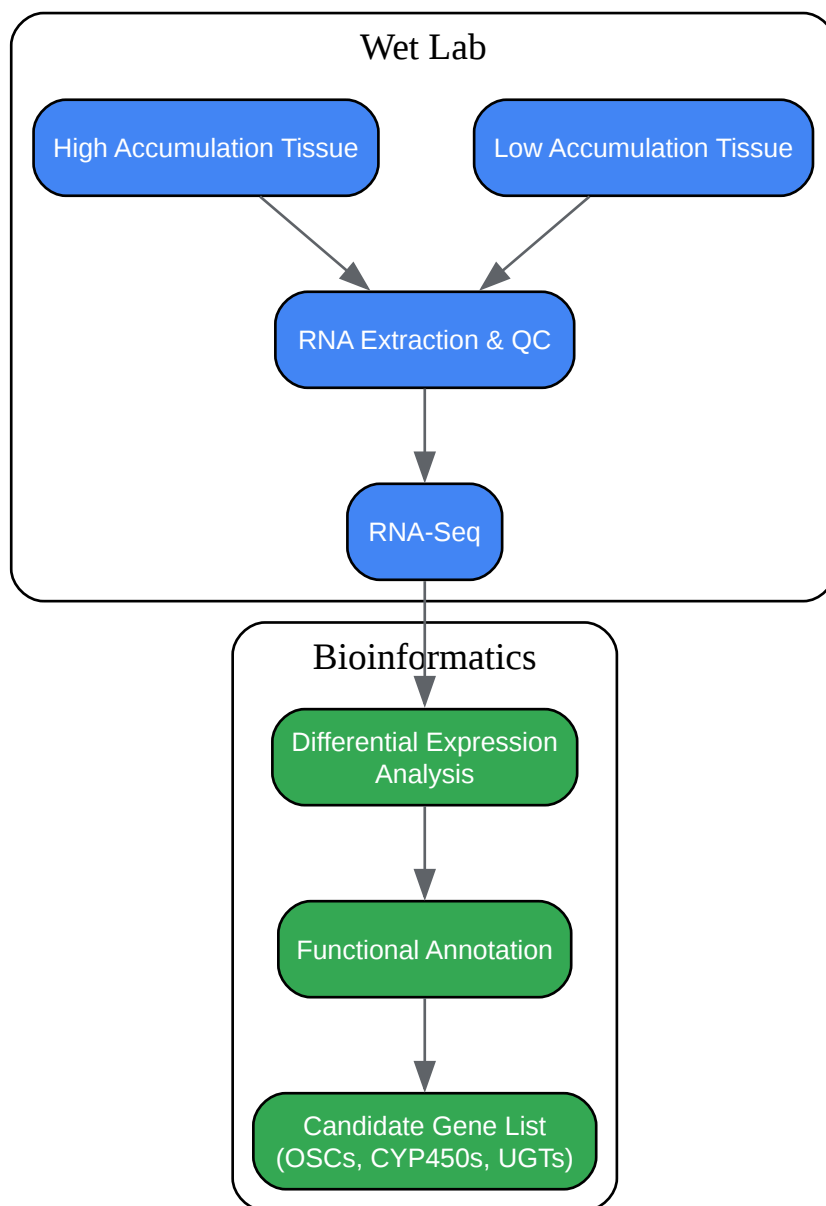 Wet Lab
High Accumulation Tissue
Low Accumulation Tissue
RNA Extraction & QC
RNA-Seq
Bioinformatics
Differential Expression
Analysis
Functional Annotation
Candidate Gene List
(OSCs, CYP450s, UGTs)